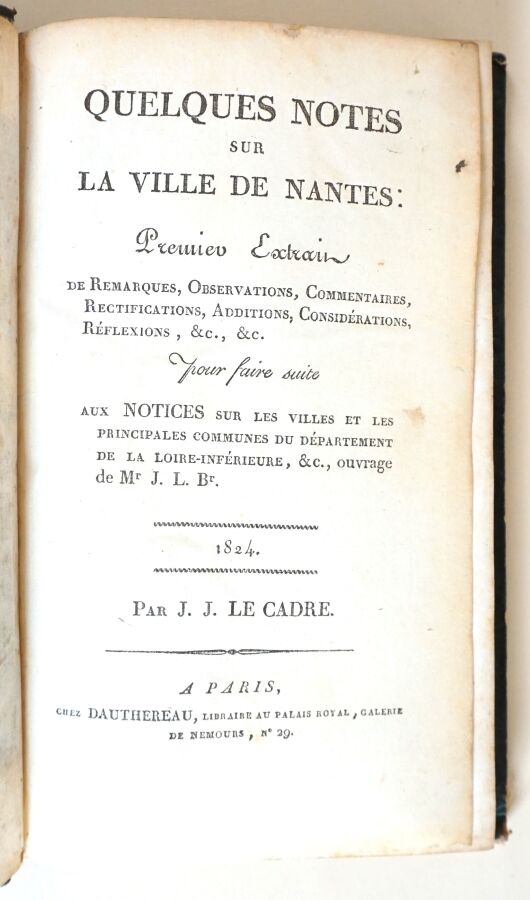 QUELQUES NOTES
SUR
LA VILLE DE NANTES:
Premier Extrait
DE REMARQUES, OBSERVATIONS, COMMENTAIRES,
RECTIFICATIONS, ADDITIONS, CONSIDÉRATIONS,
RÉFLEXIONS, &c., &c.
pour faire suite
AUX NOTICES SUR LES VILLES ET LES
PRINCIPALES COMMUNES DU DÉPARTEMENT
DE LA LOIRE-INFÉRIEURE, &c., ouvrage
de Mr J. L. Br.
1824.
PAR J. J. LE CADRE.
A PARIS,
CHEZ DAUTHEREAU, LIBRAIRE AU PALAIS ROYAL, GALERIE
DE NEMOURS, N° 29.